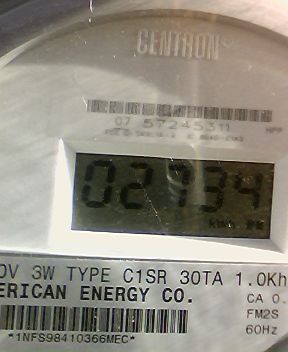 CENTRON®
07 57245311
02734
0V 3W TYPE C1SR 30TA 1.0Kh
ERICAN ENERGY CO.
CA 0.
FM2S
60Hz
*1NFS98410366MEC*